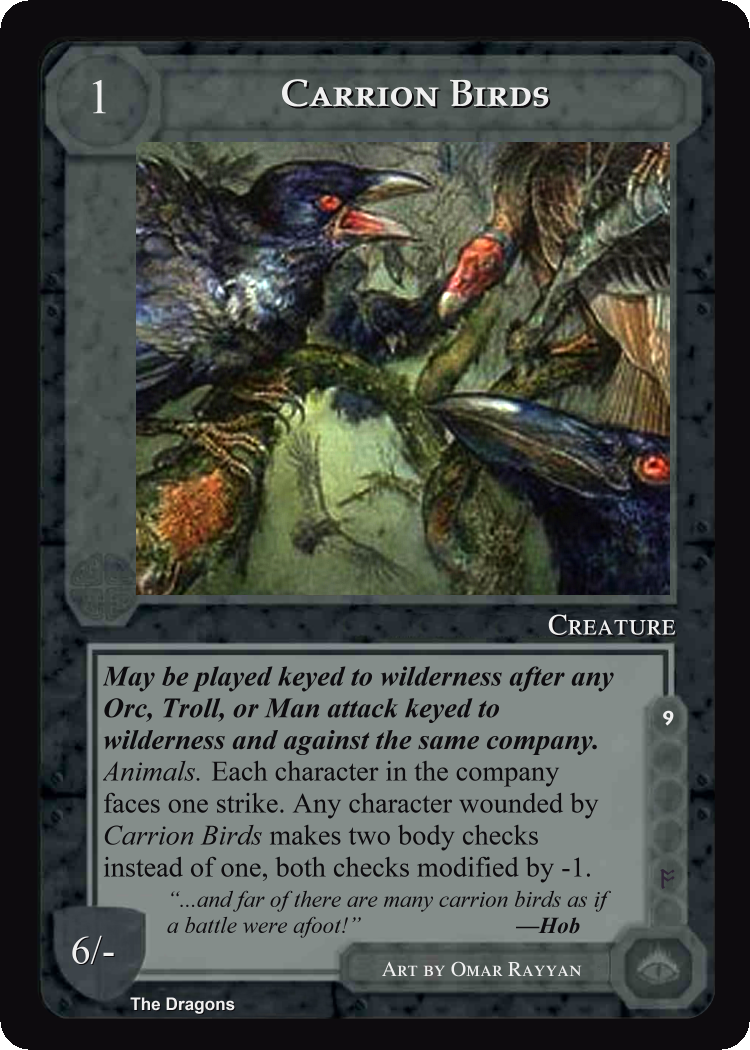 1
Carrion Birds
Creature
May be played keyed to wilderness after any
Orc, Troll, or Man attack keyed to
wilderness and against the same company.
Animals. Each character in the company
faces one strike. Any character wounded by
Carrion Birds makes two body checks
instead of one, both checks modified by -1.
“...and far of there are many carrion birds as if
a battle were afoot!” —Hob
9
ᚩ
6/-
Art by Omar Rayyan
The Dragons